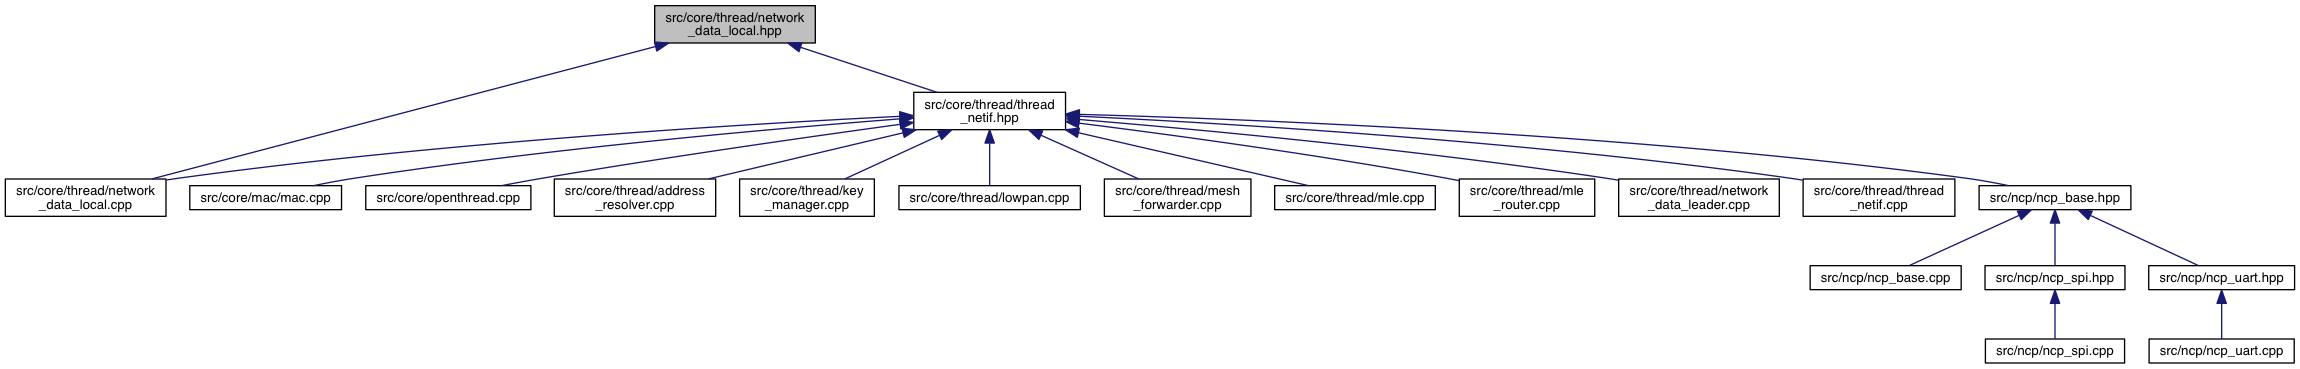 src/core/thread/network
_data_local.hpp
src/core/thread/thread
_netif.hpp
src/core/thread/network
_data_local.cpp
src/core/mac/mac.cpp
src/core/openthread.cpp
src/core/thread/address
_resolver.cpp
src/core/thread/key
_manager.cpp
src/core/thread/lowpan.cpp
src/core/thread/mesh
_forwarder.cpp
src/core/thread/mle.cpp
src/core/thread/mle
_router.cpp
src/core/thread/network
_data_leader.cpp
src/core/thread/thread
_netif.cpp
src/ncp/ncp_base.hpp
src/ncp/ncp_base.cpp
src/ncp/ncp_spi.hpp
src/ncp/ncp_uart.hpp
src/ncp/ncp_spi.cpp
src/ncp/ncp_uart.cpp